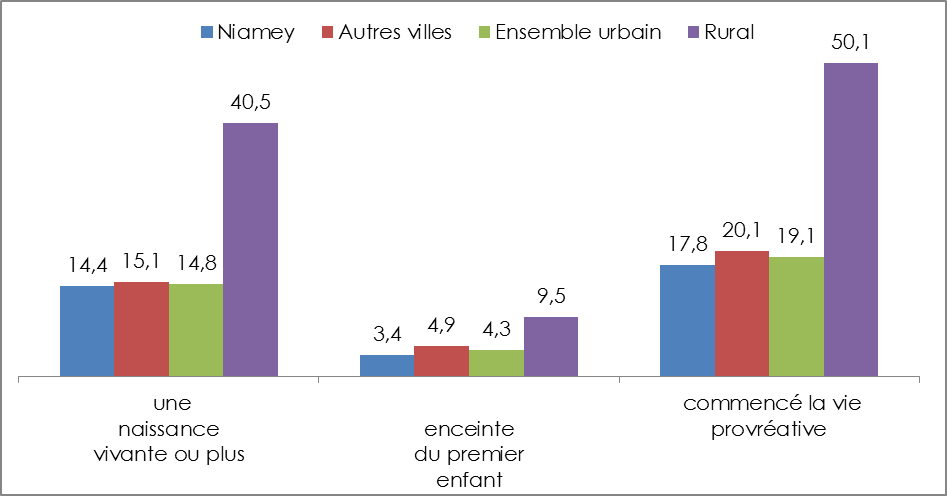 Niamey Autres villes Ensemble urbain Rural
14,4 15,1 14,8 40,5
3,4 4,9 4,3 9,5
17,8 20,1 19,1 50,1
une
naissance
vivante ou plus
enceinte
du premier
enfant
commencé la vie
provréative